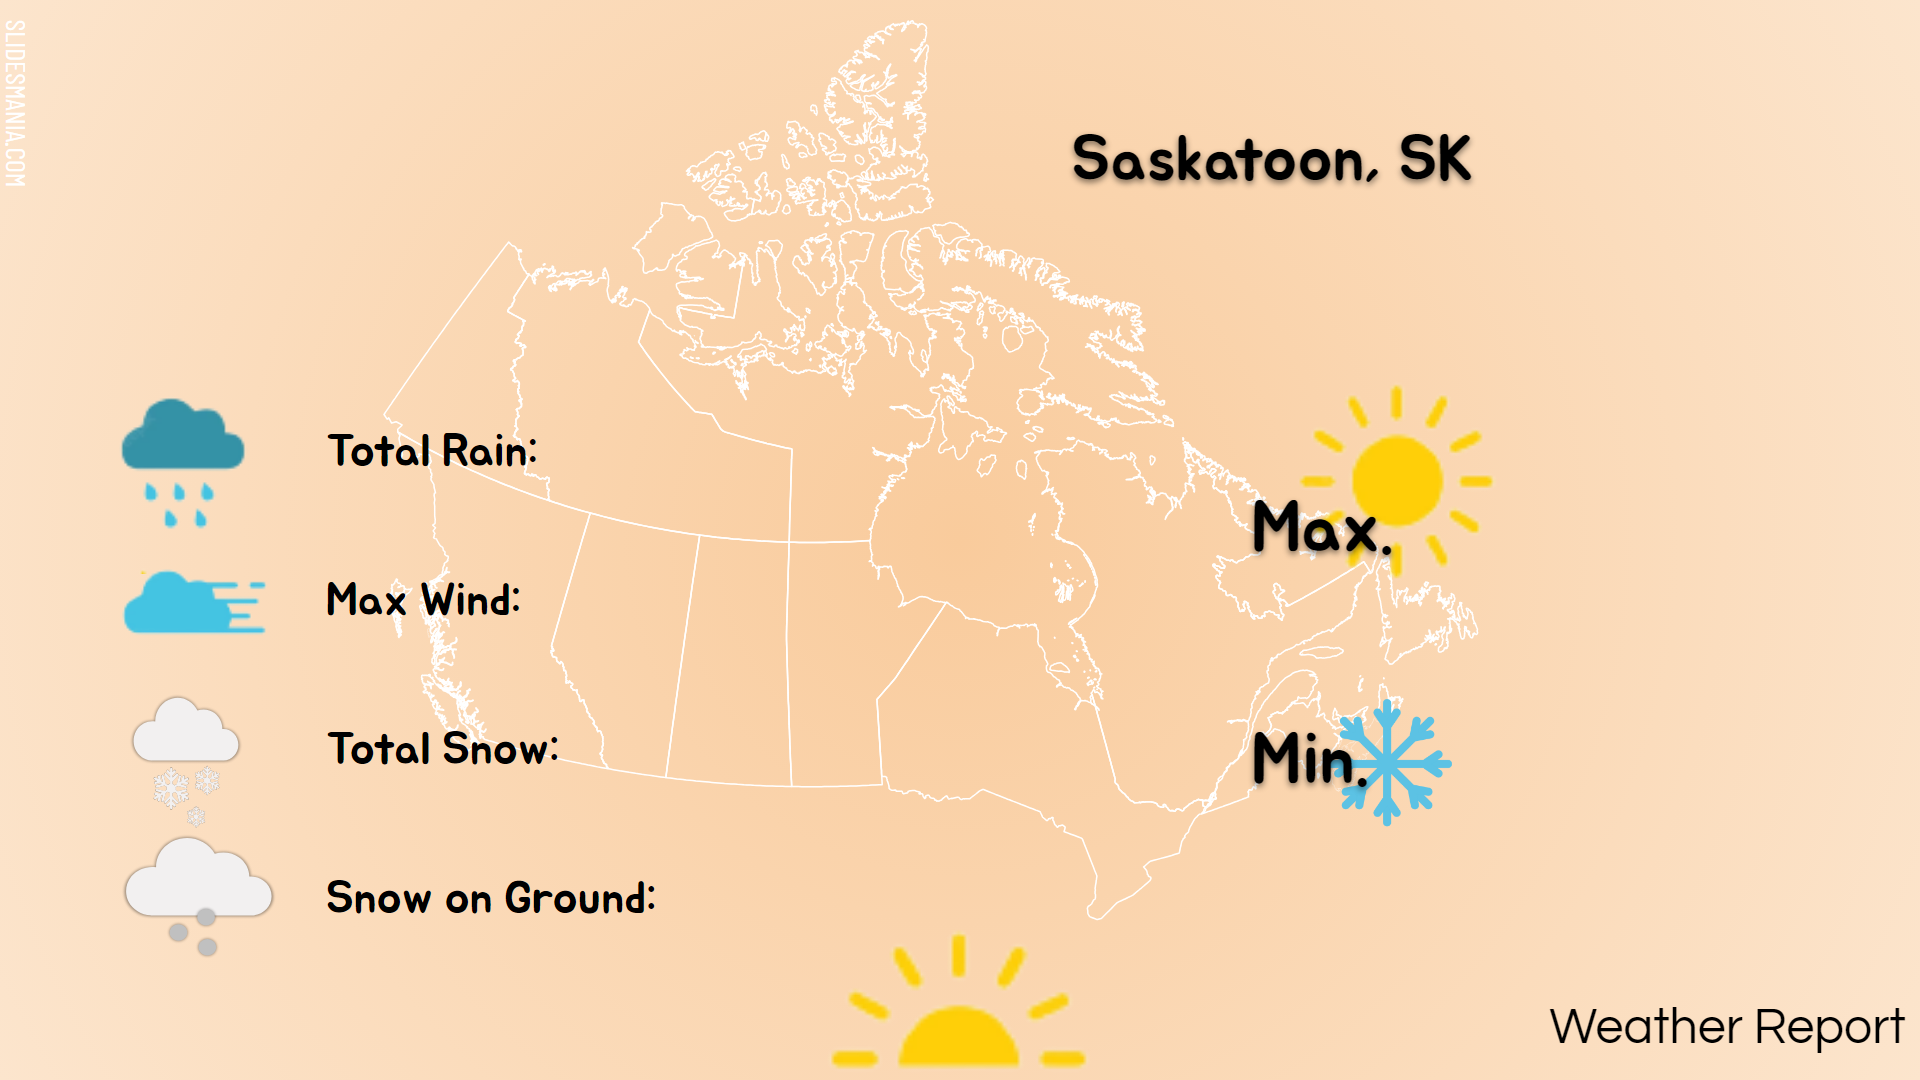 SLIDESMANIA.COM
Saskatoon, SK
Total Rain:
Max.
Max Wind:
Total Snow:
Min.
Snow on Ground:
Weather Report